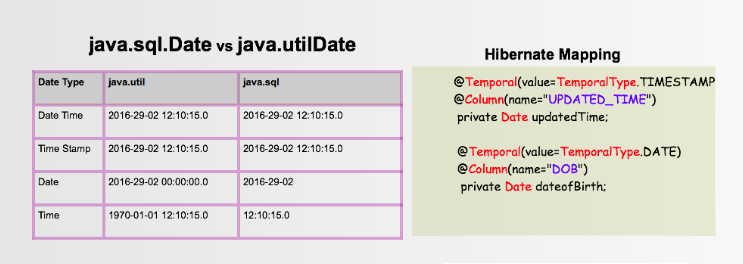 java.sql.Date vs java.utilDate
Date Type java.util java.sql
Date Time 2016-29-02 12:10:15.0 2016-29-02 12:10:15.0
Time Stamp 2016-29-02 12:10:15.0 2016-29-02 12:10:15.0
Date 2016-29-02 00:00:00.0 2016-29-02
Time 1970-01-01 12:10:15.0 12:10:15.0
Hibernate Mapping
@Temporal(value=TemporalType.TIMESTAMP
@Column(name="UPDATED_TIME")
private Date updatedTime;
@Temporal(value=TemporalType.DATE)
@Column(name="DOB")
private Date dateofBirth;